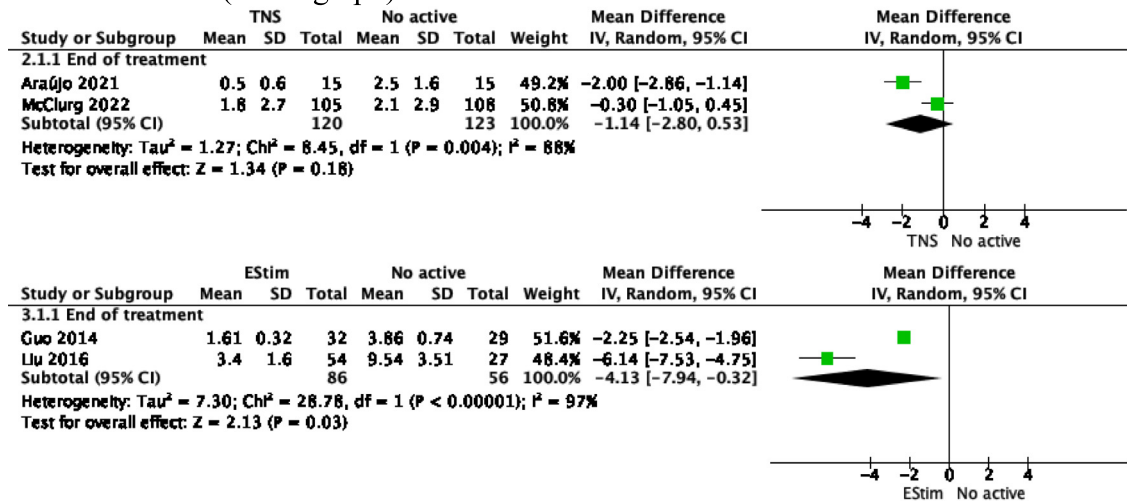 TNS No active Mean Difference Mean Difference
Study or Subgroup Mean SD Total Mean SD Total Weight IV, Random, 95% CI IV, Random, 95% CI
2.1.1 End of treatment
Araújo 2021 0.5 0.6 15 2.5 1.6 15 49.2% −2.00 [−2.86, −1.14]
McClurg 2022 1.8 2.7 105 2.1 2.9 108 50.8% −0.30 [−1.05, 0.45]
Subtotal (95% CI) 120 123 100.0% −1.14 [−2.80, 0.53]
Heterogeneity: Tau² = 1.27; Chi² = 8.45, df = 1 (P = 0.004); I² = 88%
Test for overall effect: Z = 1.34 (P = 0.18)
−4 −2 0 2 4
TNS No active
EStim No active Mean Difference Mean Difference
Study or Subgroup Mean SD Total Mean SD Total Weight IV, Random, 95% CI IV, Random, 95% CI
3.1.1 End of treatment
Guo 2014 1.61 0.32 32 3.86 0.74 29 51.6% −2.25 [−2.54, −1.96]
Liu 2016 3.4 1.6 54 9.54 3.51 27 48.4% −6.14 [−7.53, −4.75]
Subtotal (95% CI) 86 56 100.0% −4.13 [−7.94, −0.32]
Heterogeneity: Tau² = 7.30; Chi² = 28.78, df = 1 (P < 0.00001); I² = 97%
Test for overall effect: Z = 2.13 (P = 0.03)
−4 −2 0 2 4
EStim No active